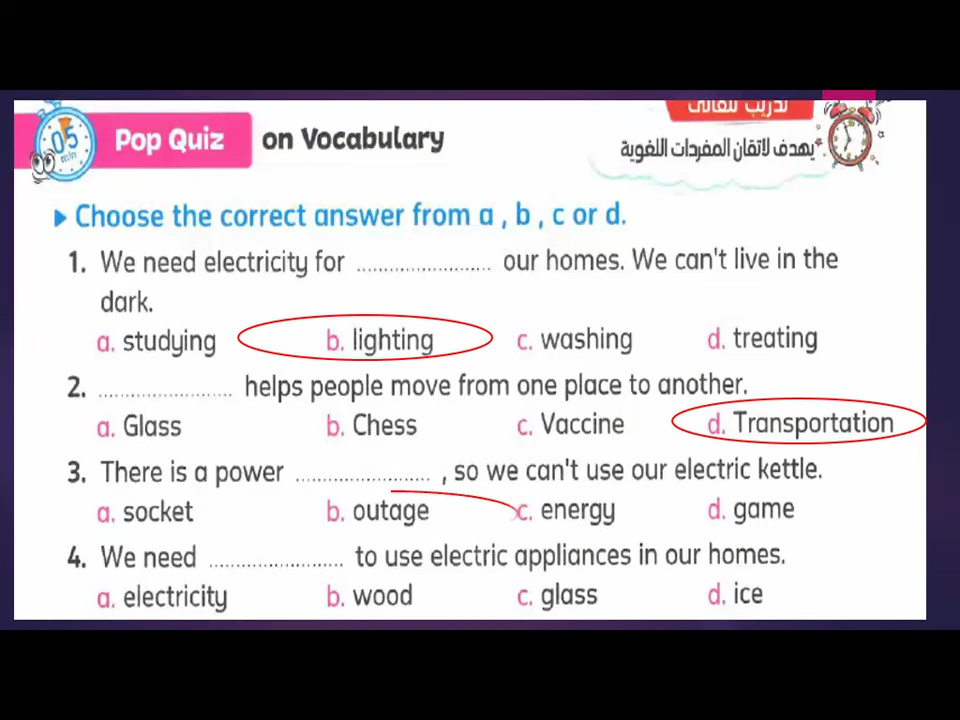 تدريب تلقائى
05 min
Pop Quiz on Vocabulary
يهدف لاتقان المفردات اللغوية
Choose the correct answer from a , b , c or d.
1. We need electricity for ........................ our homes. We can't live in the
dark.
a. studying b. lighting c. washing d. treating
2. ........................ helps people move from one place to another.
a. Glass b. Chess c. Vaccine d. Transportation
3. There is a power ........................ , so we can't use our electric kettle.
a. socket b. outage c. energy d. game
4. We need ........................ to use electric appliances in our homes.
a. electricity b. wood c. glass d. ice